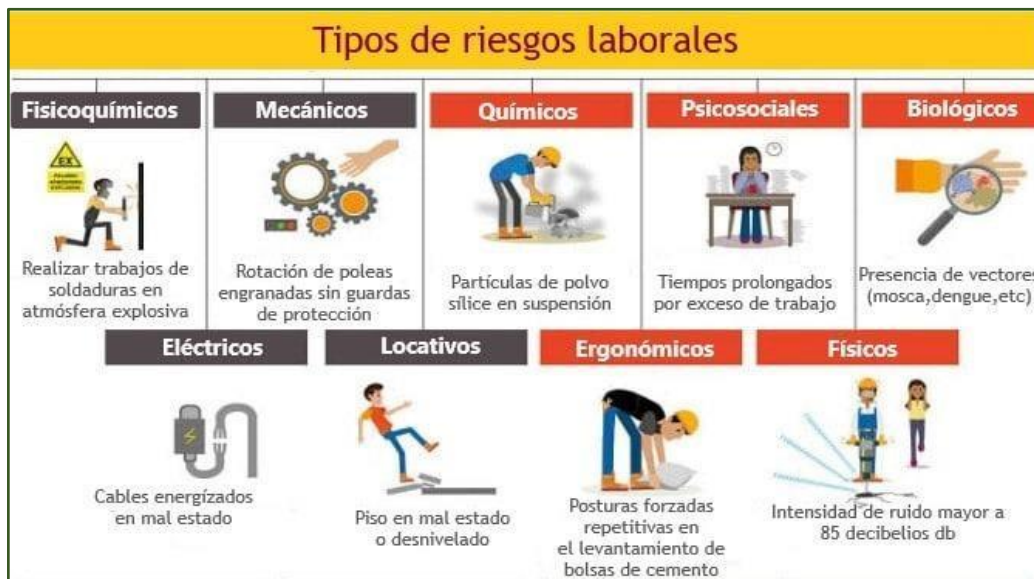 Tipos de riesgos laborales
Fisicoquímicos
Mecánicos
Químicos
Psicosociales
Biológicos
EX
Realizar trabajos de
soldaduras en
atmósfera explosiva
Rotación de poleas
engranadas sin guardas
de protección
Partículas de polvo
sílice en suspensión
Tiempos prolongados
por exceso de trabajo
Presencia de vectores
(mosca,dengue,etc)
Eléctricos
Locativos
Ergonómicos
Físicos
Cables energízados
en mal estado
Piso en mal estado
o desnivelado
Posturas forzadas
repetitivas en
el levantamiento de
bolsas de cemento
Intensidad de ruido mayor a
85 decibelios db